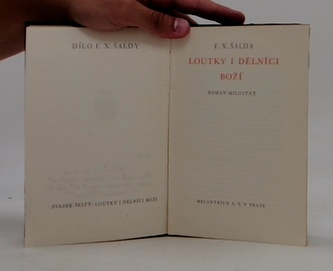 DÍLO F. X. ŠALDY
SVAZEK ŠESTÝ: LOUTKY I DĚLNÍCI BOŽÍ
F. X. ŠALDA
LOUTKY I DĚLNÍCI
BOŽÍ
ROMÁN MILOSTNÝ
MELANTRICH A. S. V PRAZE